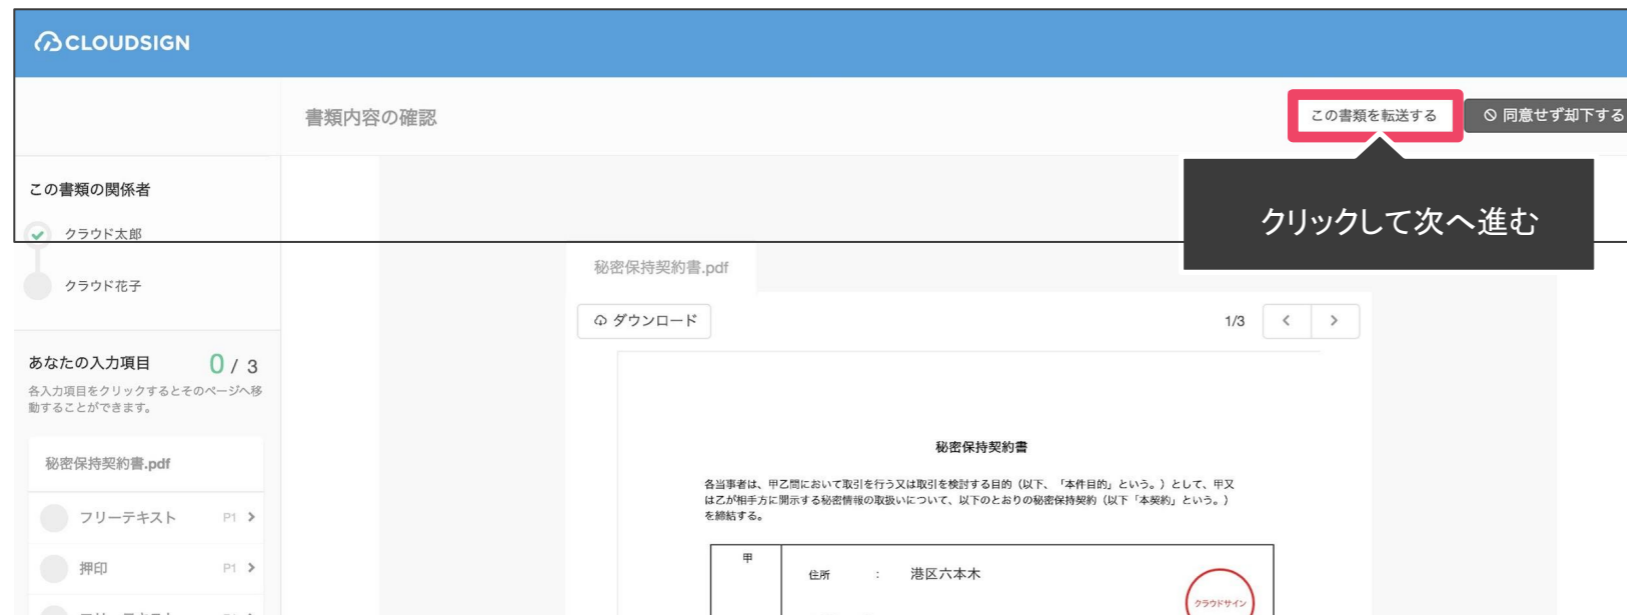 CLOUDSIGN
書類内容の確認
この書類を転送する
同意せず却下する
クリックして次へ進む
この書類の関係者
クラウド太郎
クラウド花子
あなたの入力項目 0 / 3
各入力項目をクリックするとそのページへ移
動することができます。
秘密保持契約書.pdf
フリーテキスト P1
押印 P1
秘密保持契約書.pdf
ダウンロード
1/3
秘密保持契約書
各当事者は、甲乙間において取引を行う又は取引を検討する目的（以下、「本件目的」という。）として、甲又
は乙が相手方に開示する秘密情報の取扱いについて、以下のとおりの秘密保持契約（以下「本契約」という。）
を締結する。
甲
住所 : 港区六本木
クラウドサイン